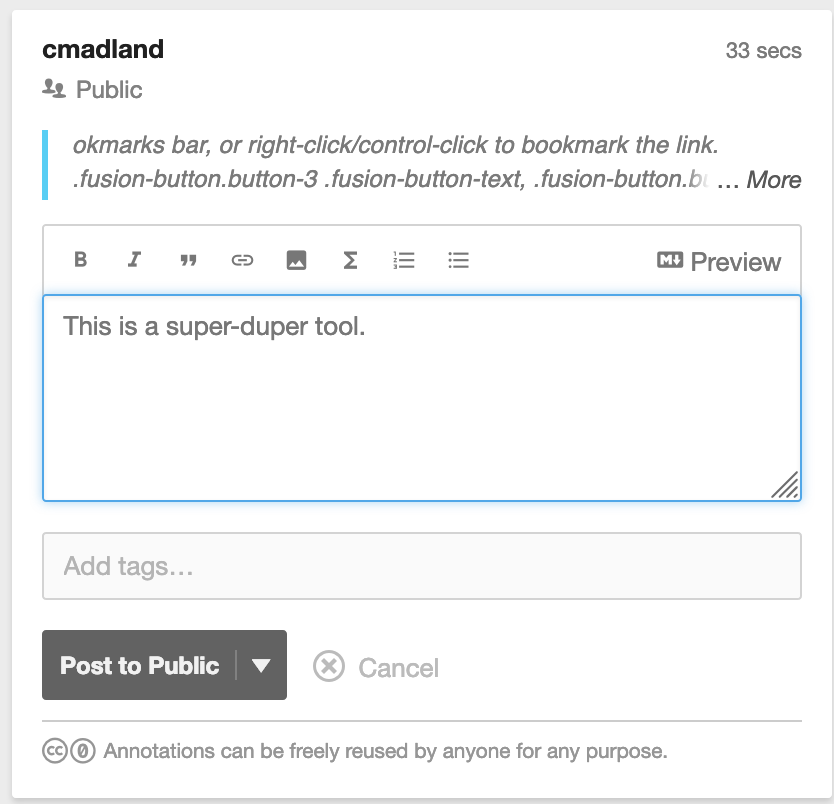 cmadland
33 secs
Public
okmarks bar, or right-click/control-click to bookmark the link.
.fusion-button.button-3 .fusion-button-text, .fusion-button.bu ... More
B I Preview
This is a super-duper tool.
Add tags...
Post to Public
Cancel
Annotations can be freely reused by anyone for any purpose.